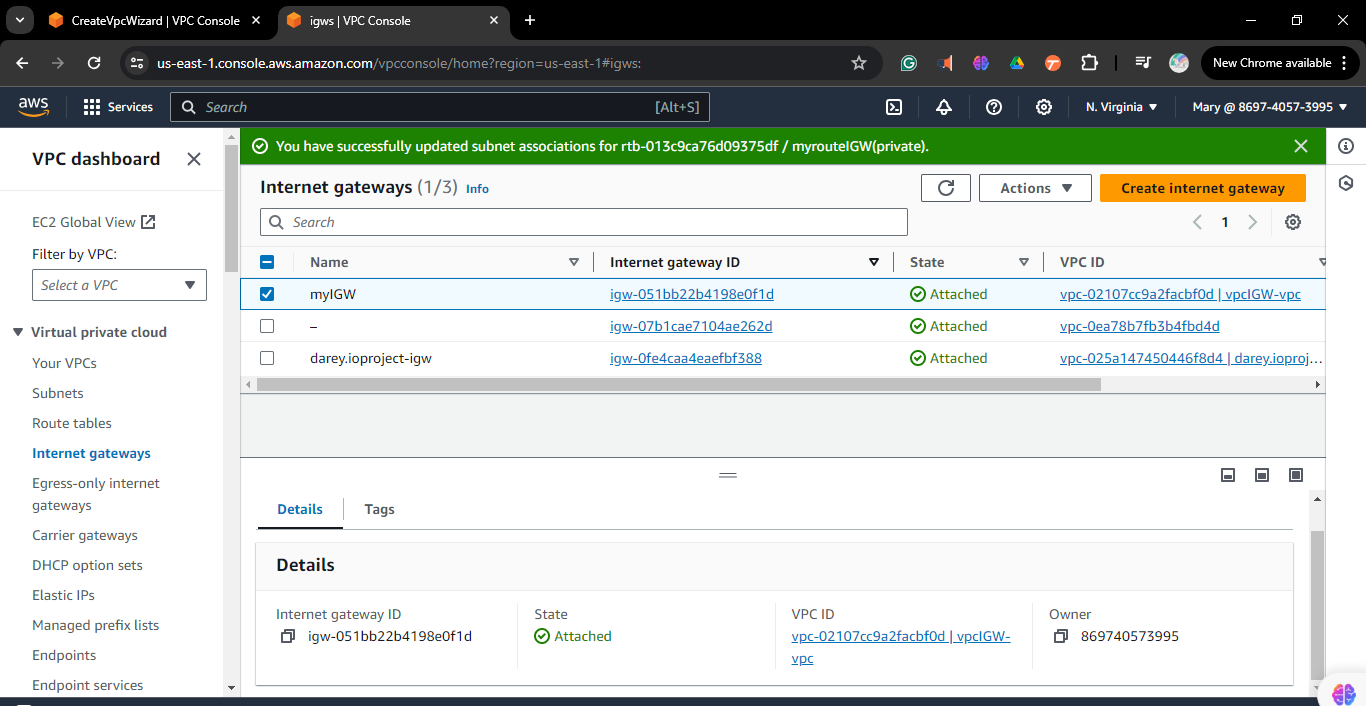 CreateVpcWizard | VPC Console
igws | VPC Console
us-east-1.console.aws.amazon.com/vpcconsole/home?region=us-east-1#igws:
New Chrome available
aws
Services
Search
[Alt+S]
N. Virginia
Mary @ 8697-4057-3995
VPC dashboard
EC2 Global View
Filter by VPC:
Select a VPC
Virtual private cloud
Your VPCs
Subnets
Route tables
Internet gateways
Egress-only internet
gateways
Carrier gateways
DHCP option sets
Elastic IPs
Managed prefix lists
Endpoints
Endpoint services
You have successfully updated subnet associations for rtb-013c9ca76d09375df / myrouteIGW(private).
Internet gateways (1/3) Info
Actions
Create internet gateway
Search
1
Name Internet gateway ID State VPC ID
myIGW igw-051bb22b4198e0f1d Attached vpc-02107cc9a2facbf0d | vpcIGW-vpc
– igw-07b1cae7104ae262d Attached vpc-0ea78b7fb3b4fbd4d
darey.ioproject-igw igw-0fe4caa4eaefbf388 Attached vpc-025a147450446f8d4 | darey.ioproj...
Details Tags
Details
Internet gateway ID
igw-051bb22b4198e0f1d
State
Attached
VPC ID
vpc-02107cc9a2facbf0d | vpcIGW-
vpc
Owner
869740573995